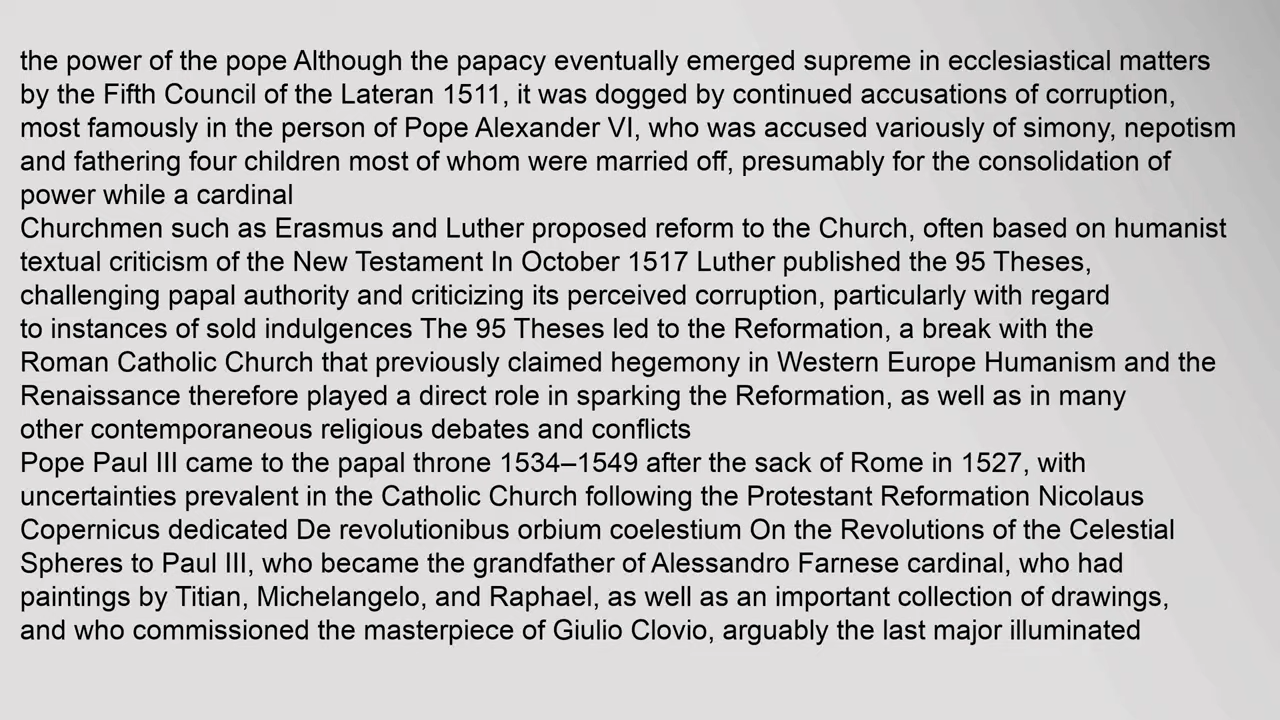 the power of the pope Although the papacy eventually emerged supreme in ecclesiastical matters
by the Fifth Council of the Lateran 1511, it was dogged by continued accusations of corruption,
most famously in the person of Pope Alexander VI, who was accused variously of simony, nepotism
and fathering four children most of whom were married off, presumably for the consolidation of
power while a cardinal
Churchmen such as Erasmus and Luther proposed reform to the Church, often based on humanist
textual criticism of the New Testament In October 1517 Luther published the 95 Theses,
challenging papal authority and criticizing its perceived corruption, particularly with regard
to instances of sold indulgences The 95 Theses led to the Reformation, a break with the
Roman Catholic Church that previously claimed hegemony in Western Europe Humanism and the
Renaissance therefore played a direct role in sparking the Reformation, as well as in many
other contemporaneous religious debates and conflicts
Pope Paul III came to the papal throne 1534–1549 after the sack of Rome in 1527, with
uncertainties prevalent in the Catholic Church following the Protestant Reformation Nicolaus
Copernicus dedicated De revolutionibus orbium coelestium On the Revolutions of the Celestial
Spheres to Paul III, who became the grandfather of Alessandro Farnese cardinal, who had
paintings by Titian, Michelangelo, and Raphael, as well as an important collection of drawings,
and who commissioned the masterpiece of Giulio Clovio, arguably the last major illuminated